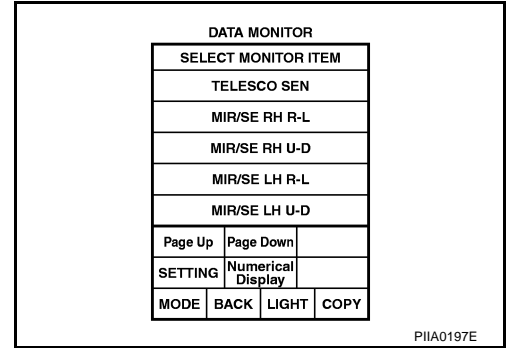 DATA MONITOR
SELECT MONITOR ITEM
TELESCO SEN
MIR/SE RH R-L
MIR/SE RH U-D
MIR/SE LH R-L
MIR/SE LH U-D
Page Up Page Down
SETTING Numerical
Display
MODE BACK LIGHT COPY
PIIA0197E